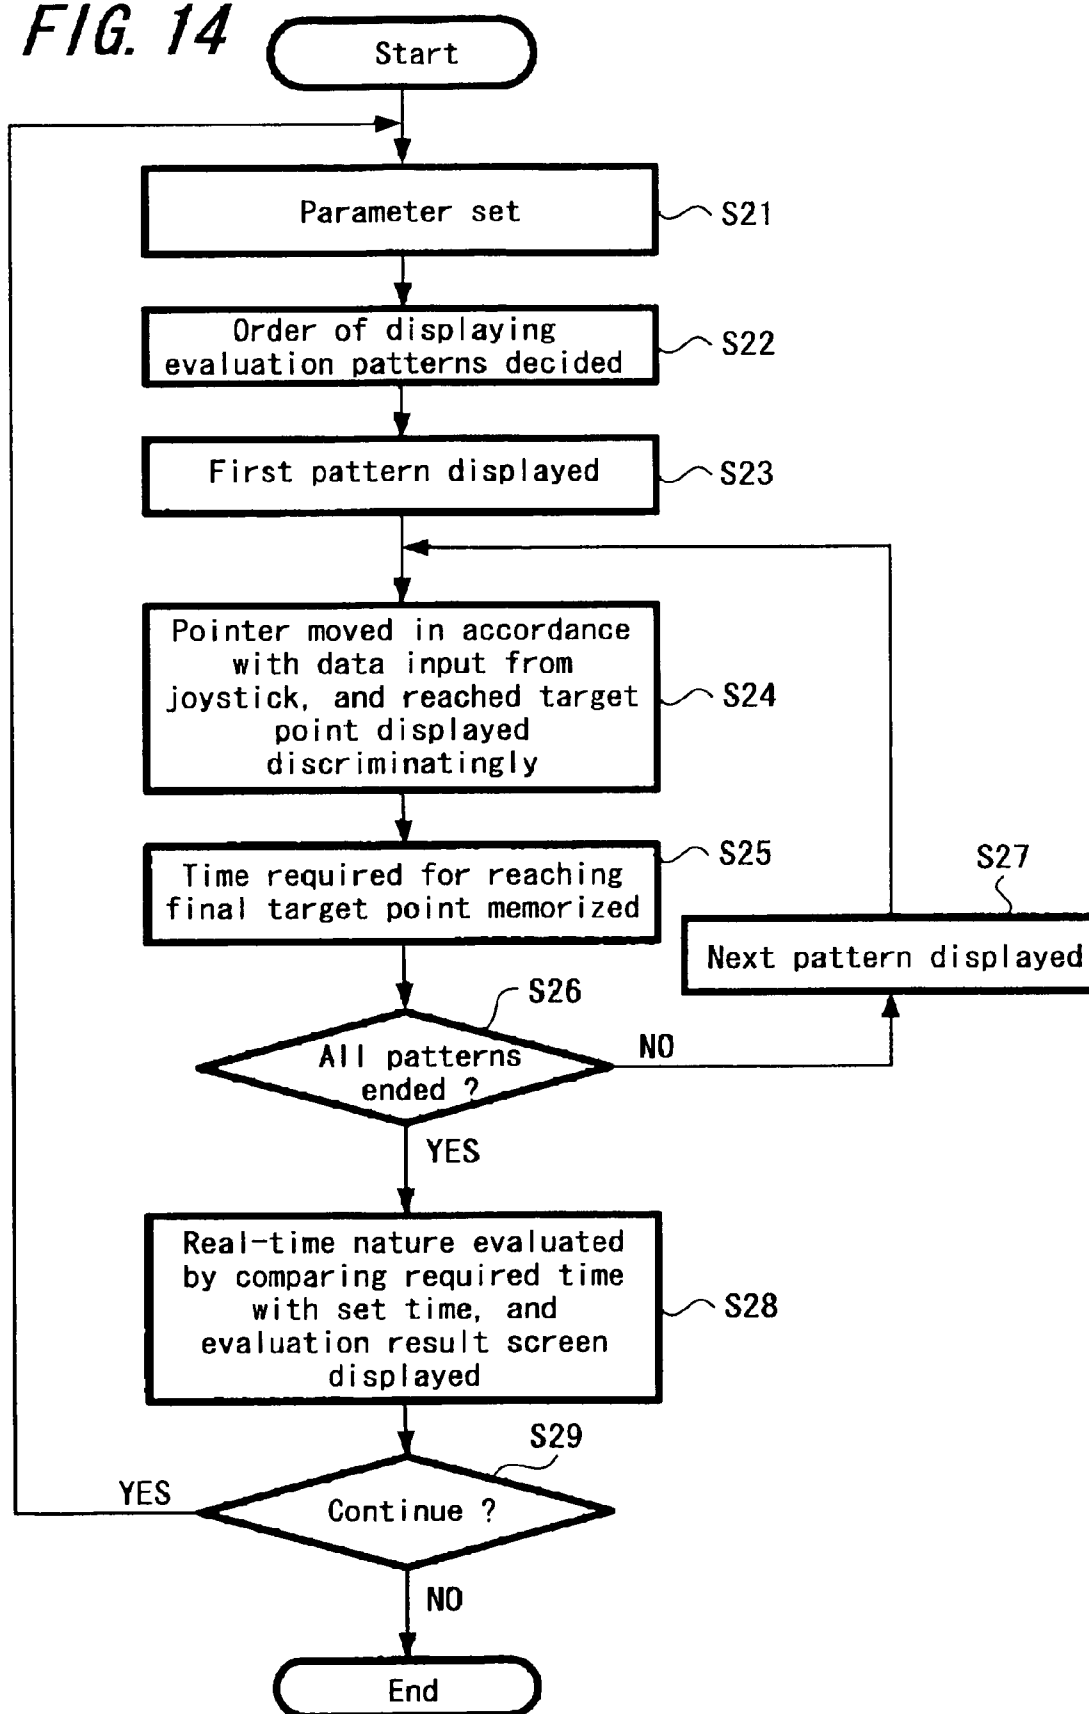 FIG. 14
Start
Parameter set
S21
Order of displaying
evaluation patterns decided
S22
First pattern displayed
S23
Pointer moved in accordance
with data input from
joystick, and reached target
point displayed
discriminatingly
S24
Time required for reaching
final target point memorized
S25
S27
Next pattern displayed
S26
All patterns
ended ?
NO
YES
Real-time nature evaluated
by comparing required time
with set time, and
evaluation result screen
displayed
S28
S29
Continue ?
YES
NO
End